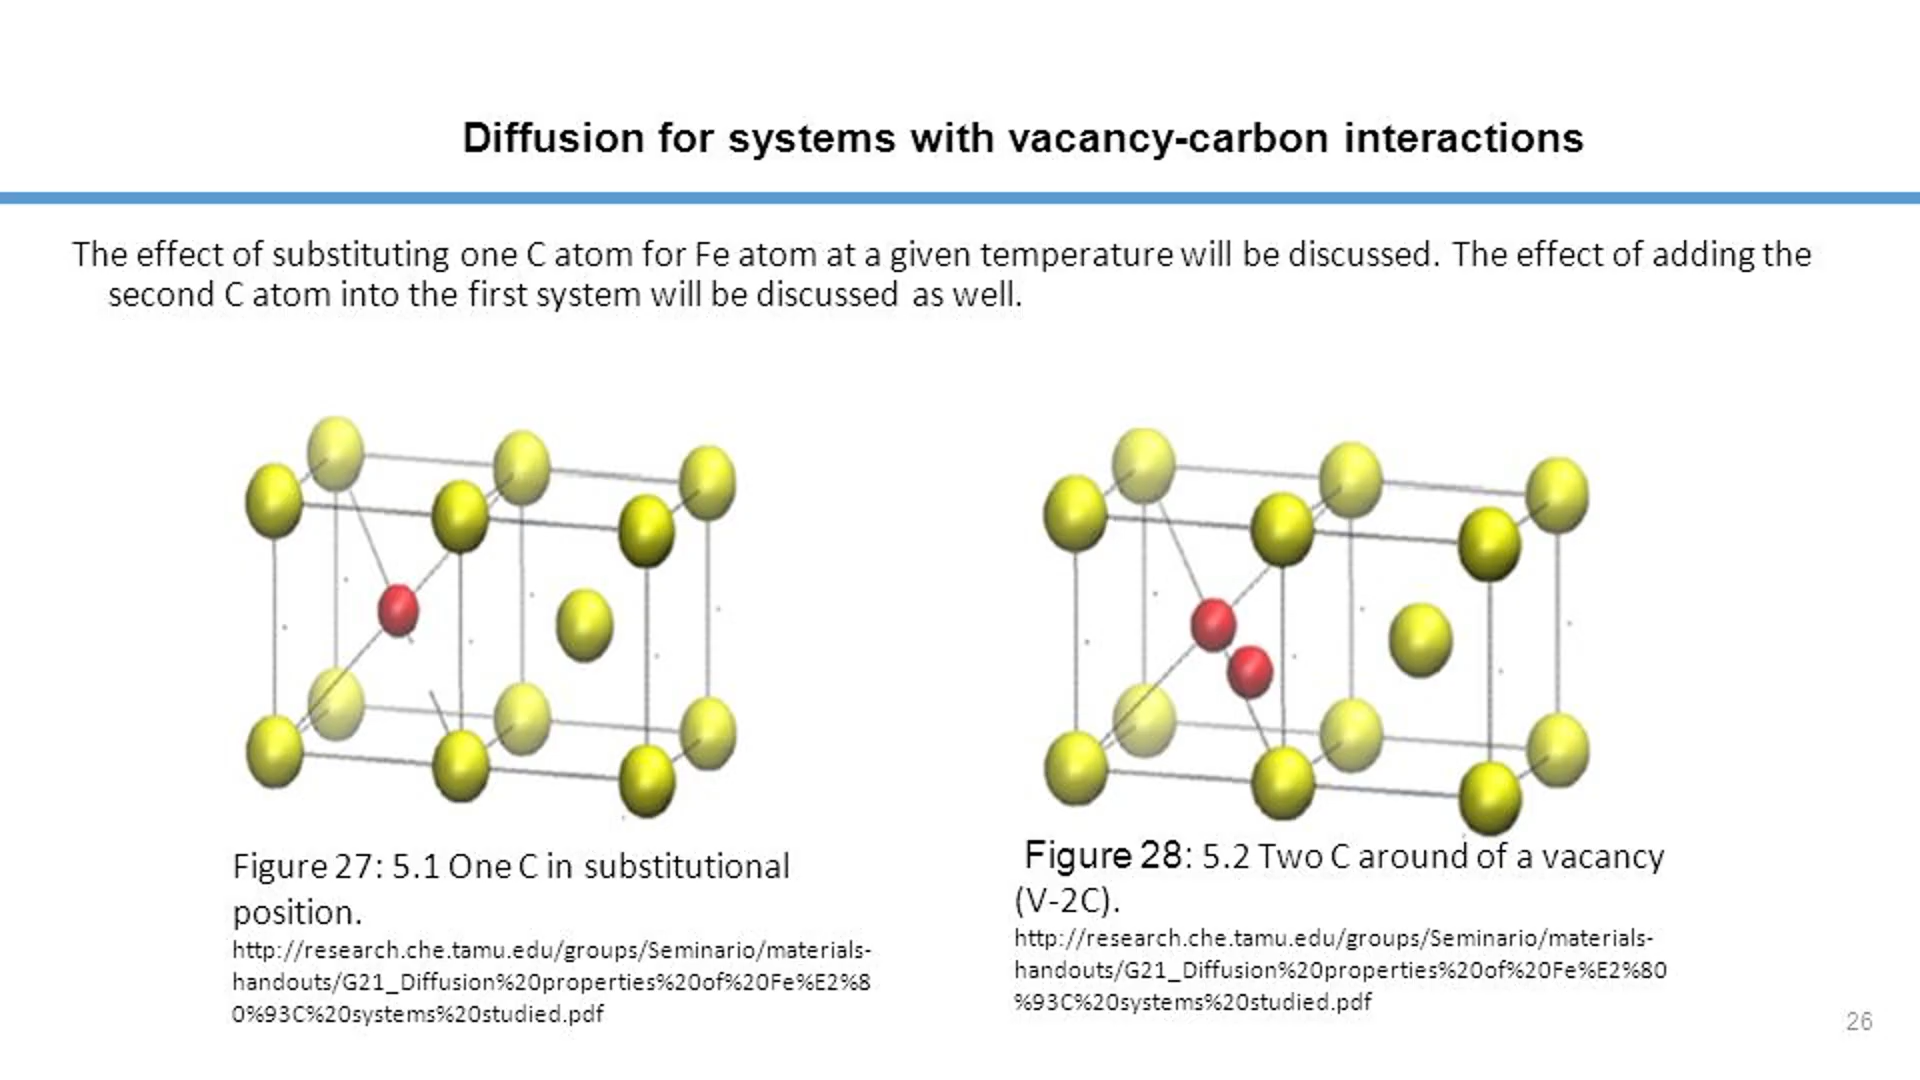 Diffusion for systems with vacancy-carbon interactions
The effect of substituting one C atom for Fe atom at a given temperature will be discussed. The effect of adding the
second C atom into the first system will be discussed as well.
Figure 27: 5.1 One C in substitutional
position.
http://research.che.tamu.edu/groups/Seminario/materials-
handouts/G21_Diffusion%20properties%20of%20Fe%E2%8
0%93C%20systems%20studied.pdf
Figure 28: 5.2 Two C around of a vacancy
(V-2C).
http://research.che.tamu.edu/groups/Seminario/materials-
handouts/G21_Diffusion%20properties%20of%20Fe%E2%80
%93C%20systems%20studied.pdf
26